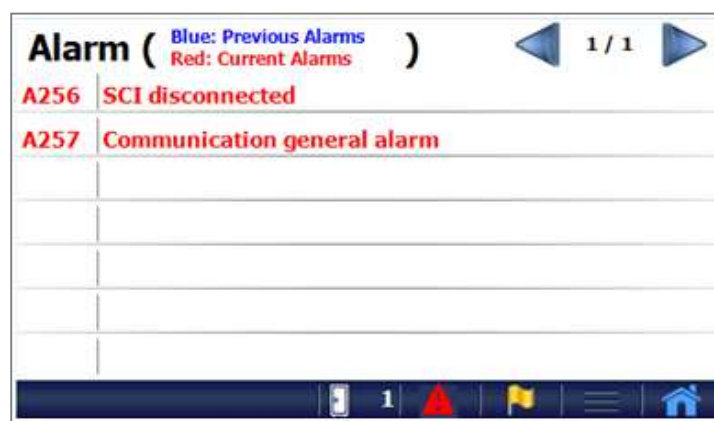 Alarm ( Blue: Previous Alarms
Red: Current Alarms )
1 / 1
A256 SCI disconnected
A257 Communication general alarm
1